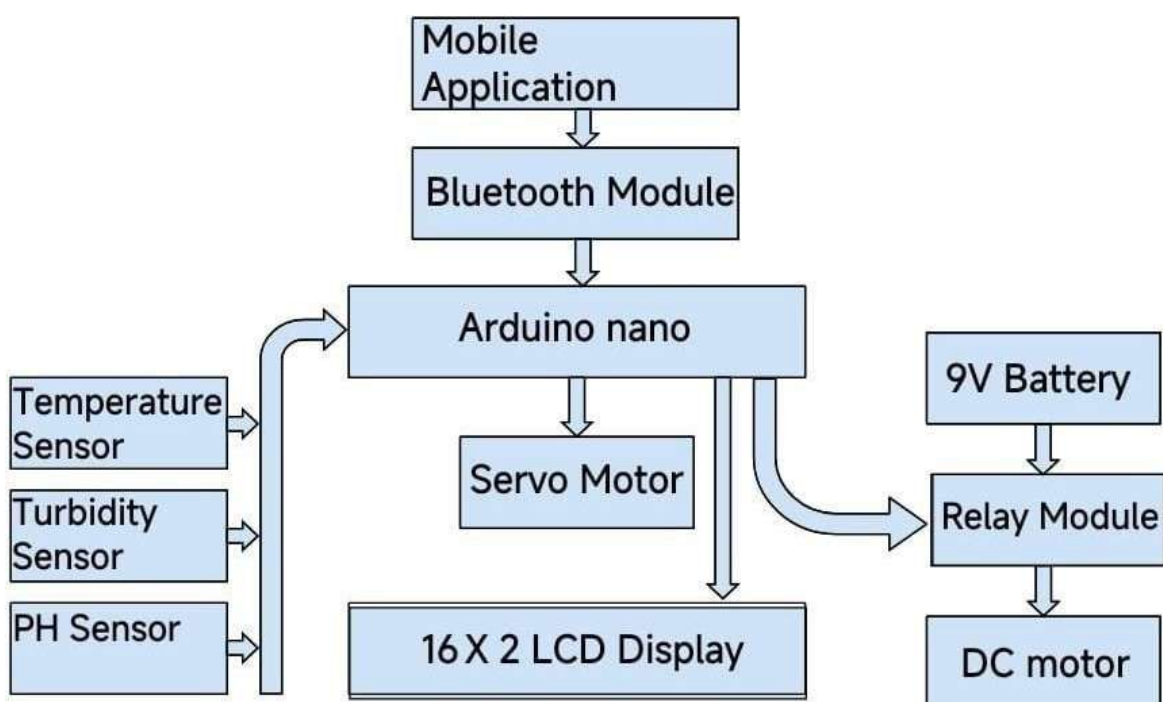 Mobile
Application
Bluetooth Module
Arduino nano
Temperature
Sensor
Turbidity
Sensor
PH Sensor
Servo Motor
16 X 2 LCD Display
9V Battery
Relay Module
DC motor